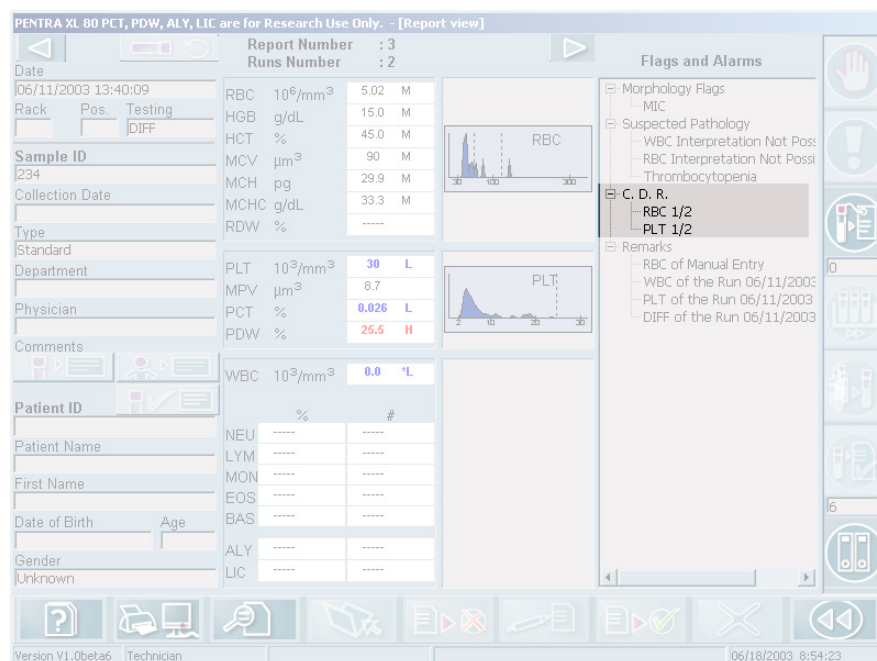 PENTRA XL 80 PCT, PDW, ALY, LIC are for Research Use Only. - [Report view]
Report Number : 3
Runs Number : 2
Date
06/11/2003 13:40:09
Rack Pos. Testing
DIFF
Sample ID
234
Collection Date
Type
Standard
Department
Physician
Comments
Patient ID
Patient Name
First Name
Date of Birth Age
Gender
Unknown
RBC 10⁶/mm³ 5.02 M
HGB g/dL 15.0 M
HCT % 45.0 M
MCV µm³ 90 M
MCH pg 29.9 M
MCHC g/dL 33.3 M
RDW % -----
PLT 10³/mm³ 30 L
MPV µm³ 8.7
PCT % 0.026 L
PDW % 25.5 H
WBC 10³/mm³ 0.0 *L
% #
NEU ----- -----
LYM ----- -----
MON ----- -----
EOS ----- -----
BAS ----- -----
ALY ----- -----
LIC ----- -----
RBC
30 100 300
PLT
2 10 20 30
Flags and Alarms
Morphology Flags
MIC
Suspected Pathology
WBC Interpretation Not Poss
RBC Interpretation Not Possi
Thrombocytopenia
C. D. R.
RBC 1/2
PLT 1/2
Remarks
RBC of Manual Entry
WBC of the Run 06/11/2003
PLT of the Run 06/11/2003
DIFF of the Run 06/11/2003
0
6
Version V1.0beta6 Technician 06/18/2003 8:54:23